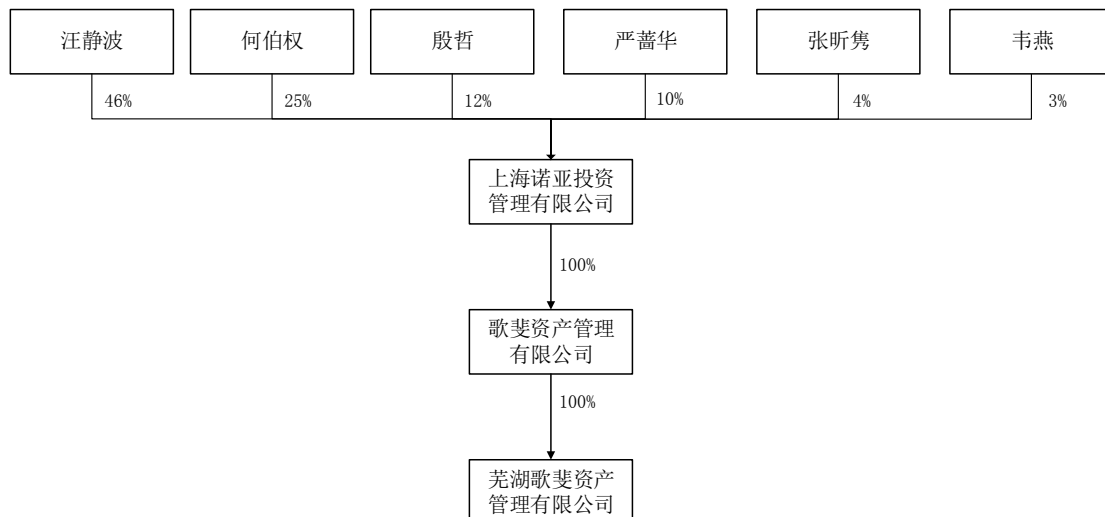 汪静波
何伯权
殷哲
严蔷华
张昕隽
韦燕
46%
25%
12%
10%
4%
3%
上海诺亚投资
管理有限公司
100%
歌斐资产管理
有限公司
100%
芜湖歌斐资产
管理有限公司